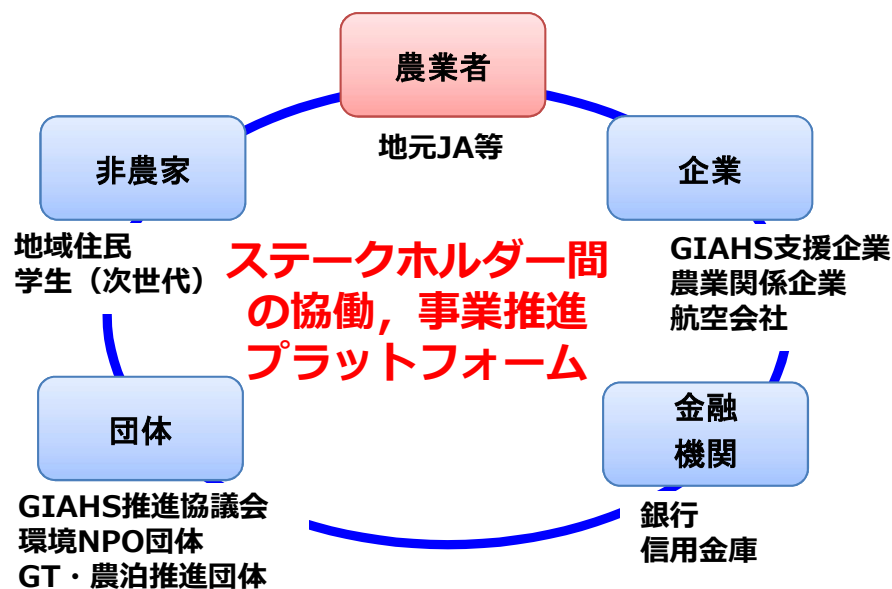 農業者
地元JA等
非農家
地域住民
学生（次世代）
企業
GIAHS支援企業
農業関係企業
航空会社
ステークホルダー間
の協働，事業推進
プラットフォーム
団体
GIAHS推進協議会
環境NPO団体
GT・農泊推進団体
金融
機関
銀行
信用金庫